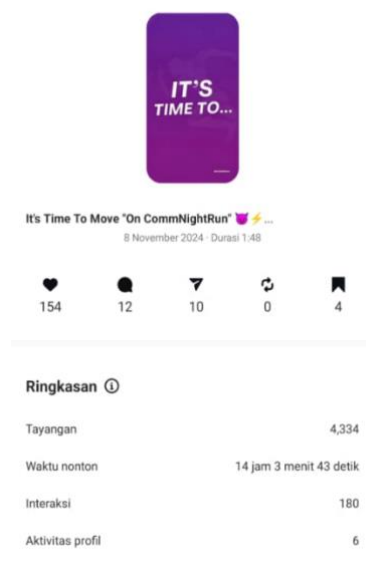 IT'S
TIME TO...
It's Time To Move "On CommNightRun" 😈⚡...
8 November 2024 · Durasi 1:48
154 12 10 0 4
Ringkasan
Tayangan 4,334
Waktu nonton 14 jam 3 menit 43 detik
Interaksi 180
Aktivitas profil 6